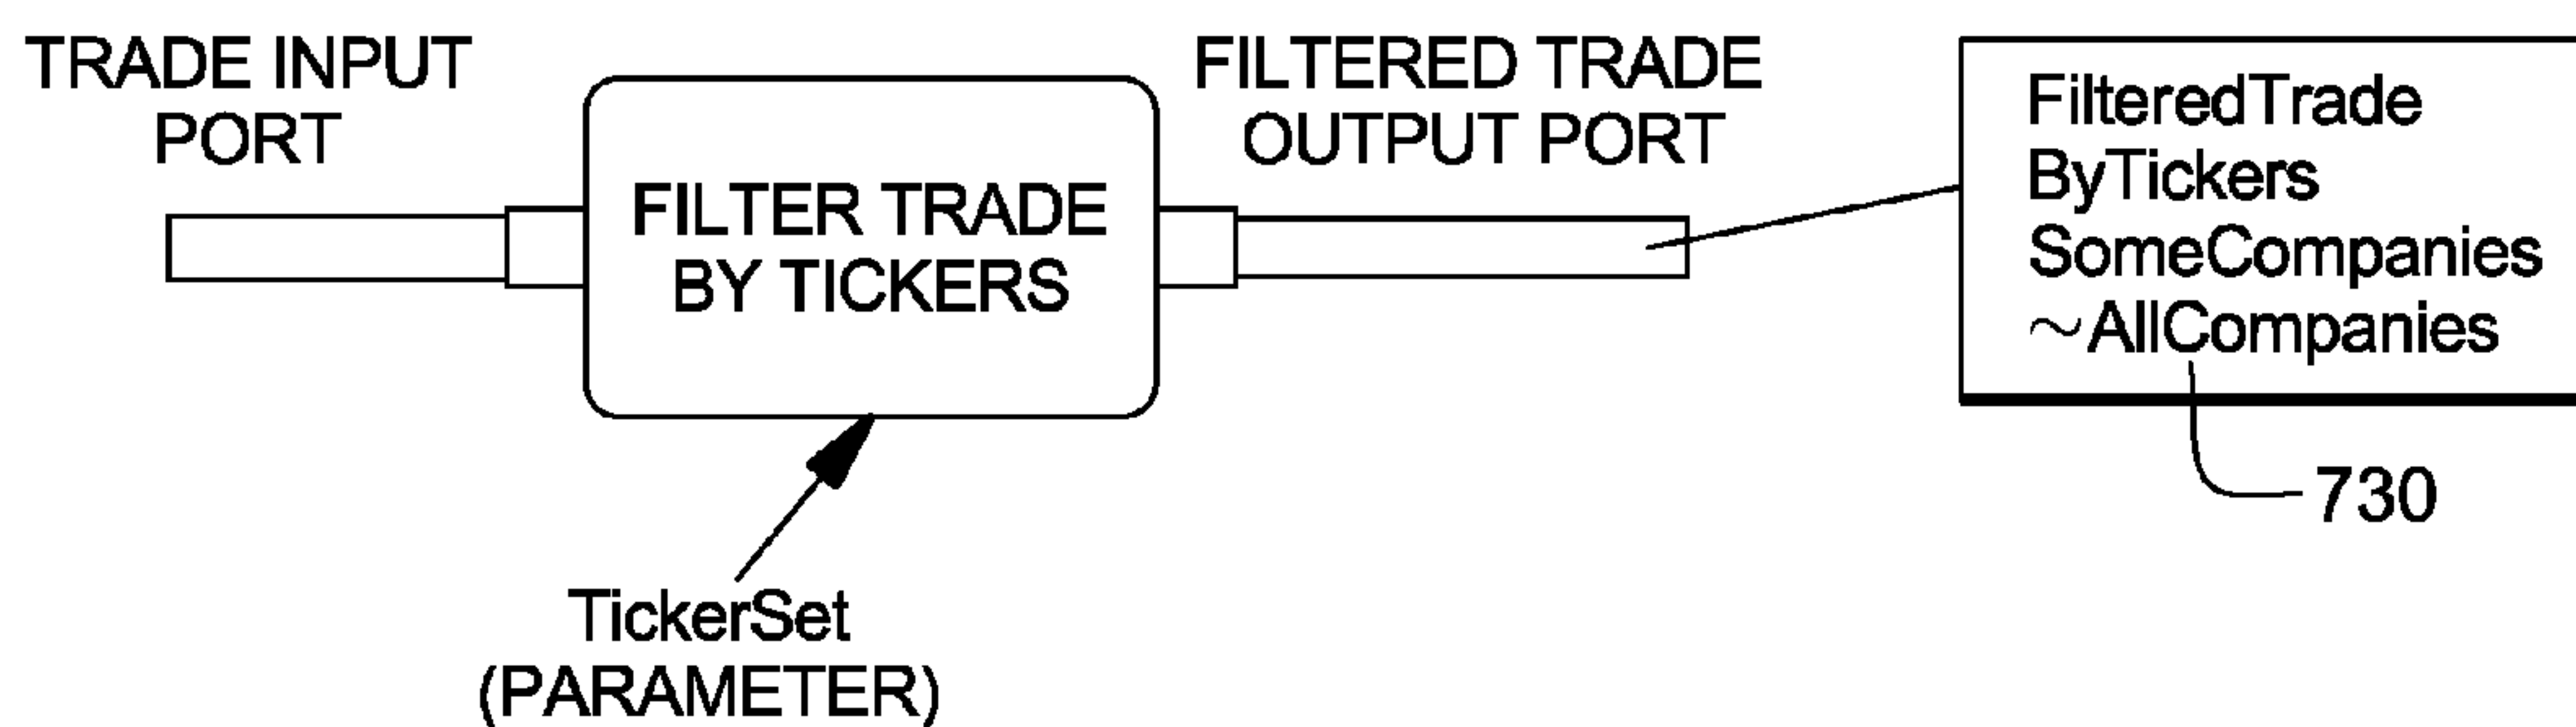 TRADE INPUT
PORT
FILTER TRADE
BY TICKERS
FILTERED TRADE
OUTPUT PORT
FilteredTrade
ByTickers
SomeCompanies
~AllCompanies
730
TickerSet
(PARAMETER)